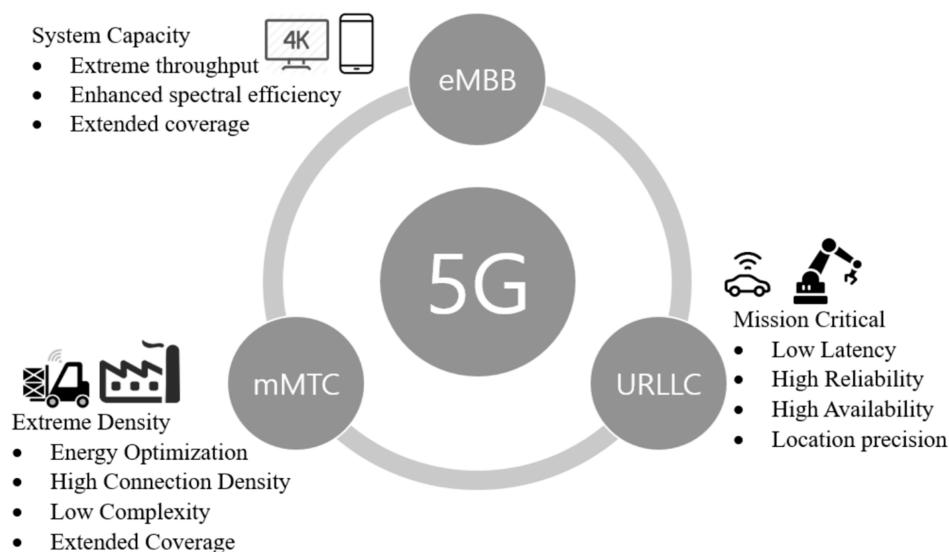 System Capacity
4K
• Extreme throughput
• Enhanced spectral efficiency
• Extended coverage
eMBB
5G
mMTC
URLLC
Mission Critical
• Low Latency
• High Reliability
• High Availability
• Location precision
Extreme Density
• Energy Optimization
• High Connection Density
• Low Complexity
• Extended Coverage